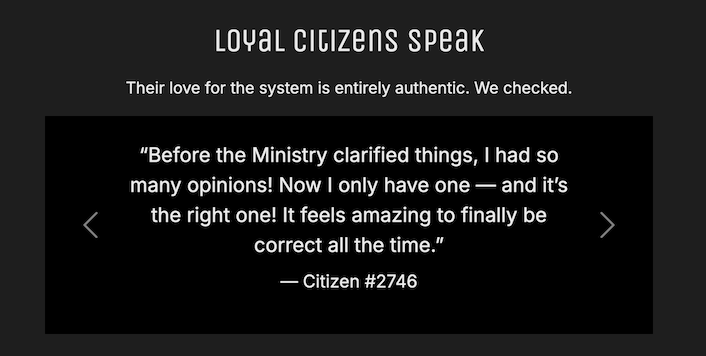 Loyal Citizens Speak
Their love for the system is entirely authentic. We checked.
“Before the Ministry clarified things, I had so
many opinions! Now I only have one — and it’s
the right one! It feels amazing to finally be
correct all the time.”
— Citizen #2746